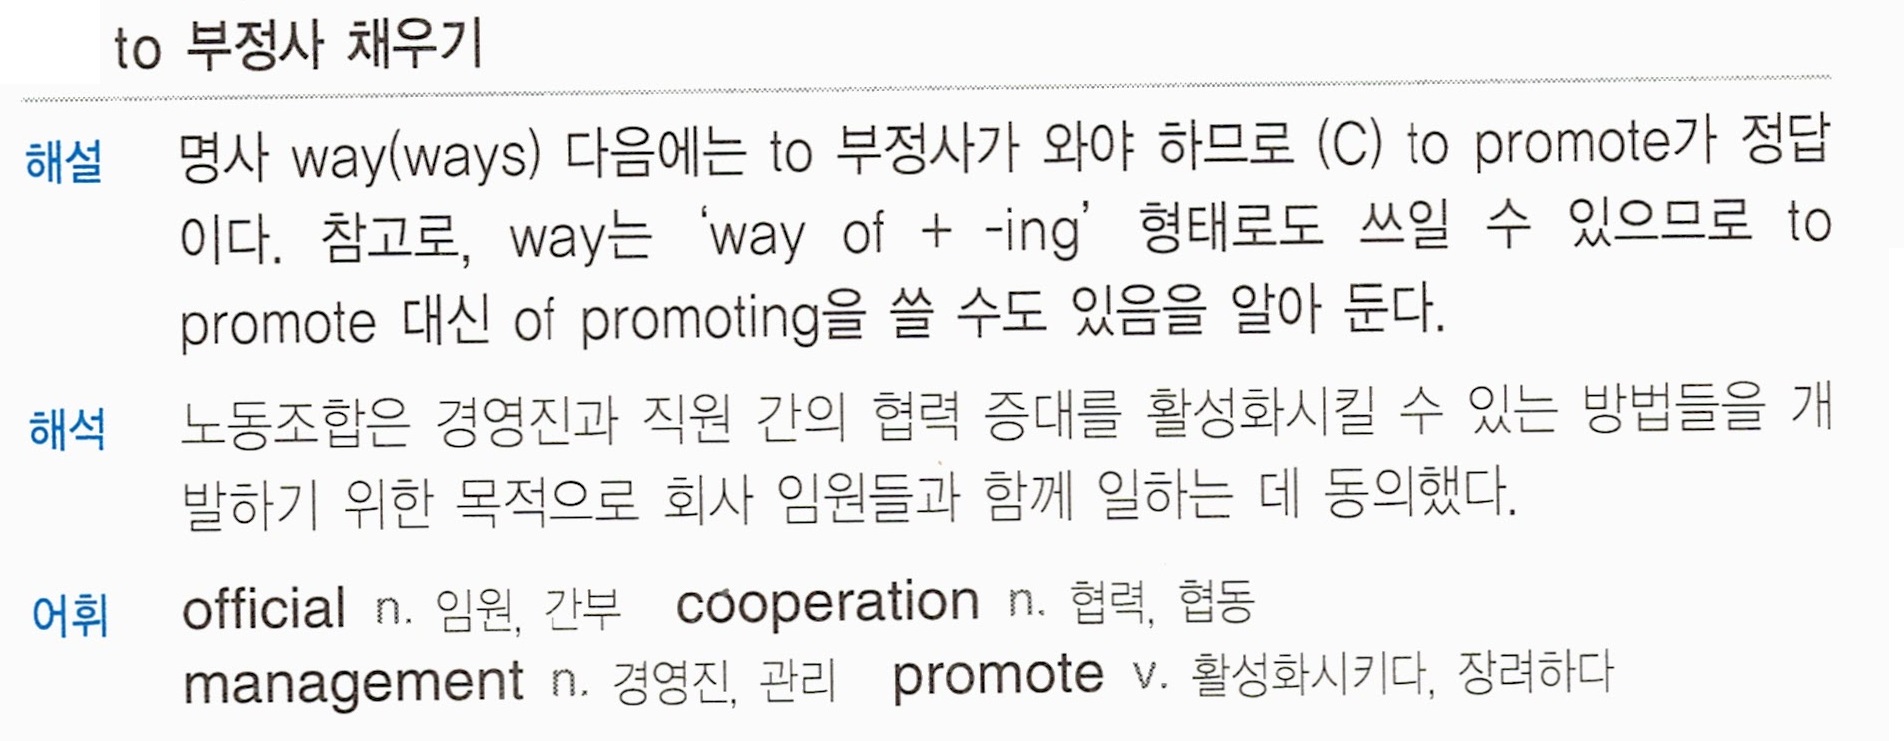 to 부정사 채우기
해설 명사 way(ways) 다음에는 to 부정사가 와야 하므로 (C) to promote가 정답
이다. 참고로, way는 ‘way of + -ing’ 형태로도 쓰일 수 있으므로 to
promote 대신 of promoting을 쓸 수도 있음을 알아 둔다.
해석 노동조합은 경영진과 직원 간의 협력 증대를 활성화시킬 수 있는 방법들을 개
발하기 위한 목적으로 회사 임원들과 함께 일하는 데 동의했다.
어휘 official n. 임원, 간부 cooperation n. 협력, 협동
management n. 경영진, 관리 promote v. 활성화시키다, 장려하다